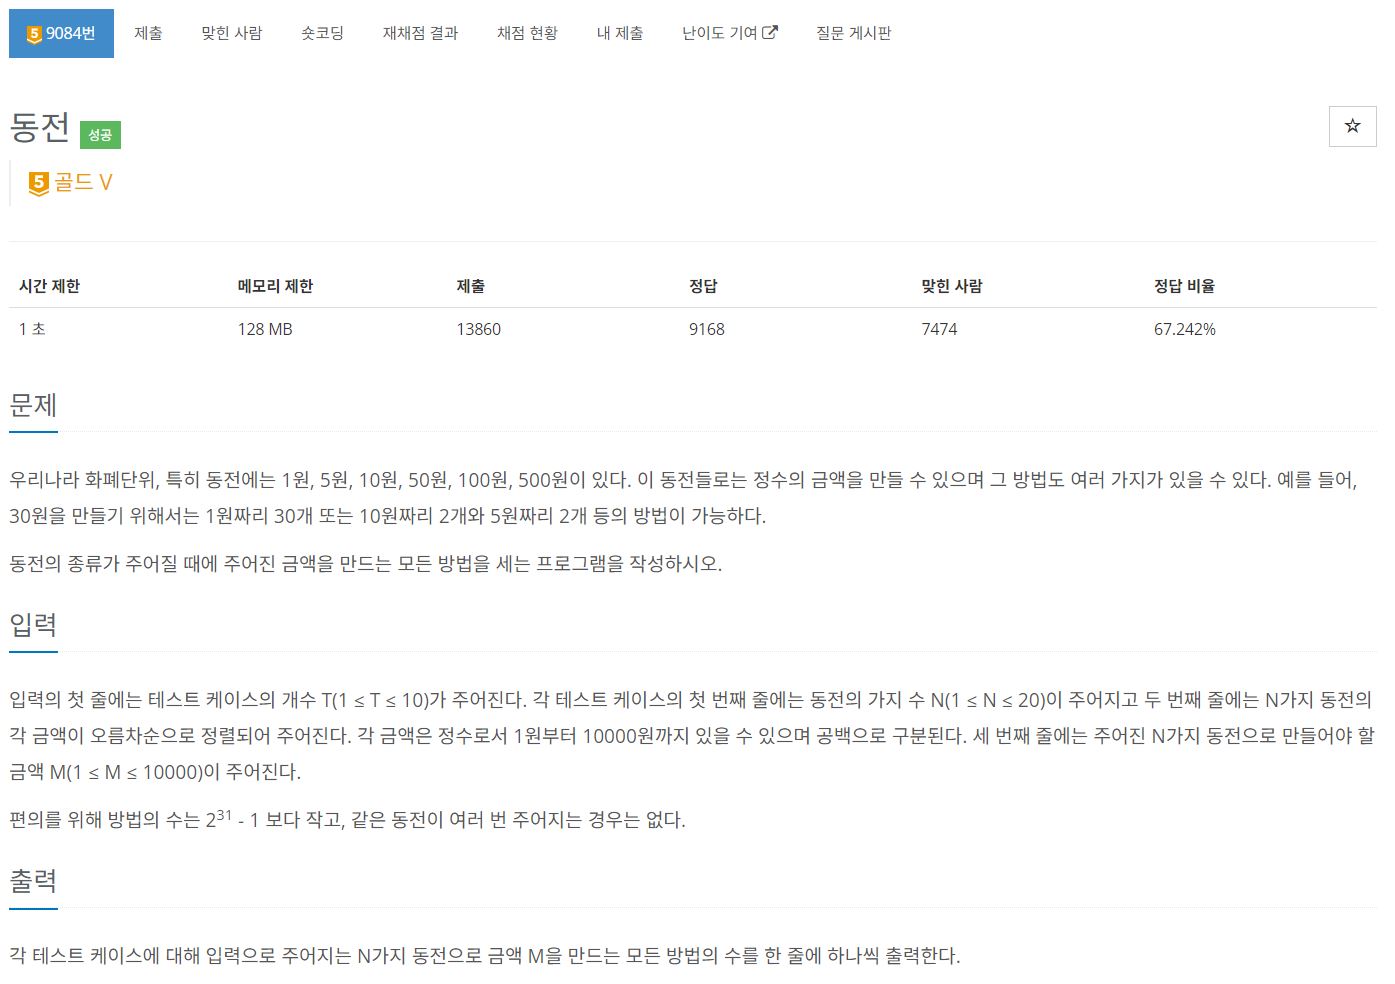 5 9084번 제출 맞힌 사람 숏코딩 재채점 결과 채점 현황 내 제출 난이도 기여 질문 게시판
동전 성공
5 골드 V
시간 제한 메모리 제한 제출 정답 맞힌 사람 정답 비율
1 초 128 MB 13860 9168 7474 67.242%
문제
우리나라 화폐단위, 특히 동전에는 1원, 5원, 10원, 50원, 100원, 500원이 있다. 이 동전들로는 정수의 금액을 만들 수 있으며 그 방법도 여러 가지가 있을 수 있다. 예를 들어,
30원을 만들기 위해서는 1원짜리 30개 또는 10원짜리 2개와 5원짜리 2개 등의 방법이 가능하다.
동전의 종류가 주어질 때에 주어진 금액을 만드는 모든 방법을 세는 프로그램을 작성하시오.
입력
입력의 첫 줄에는 테스트 케이스의 개수 T(1 ≤ T ≤ 10)가 주어진다. 각 테스트 케이스의 첫 번째 줄에는 동전의 가지 수 N(1 ≤ N ≤ 20)이 주어지고 두 번째 줄에는 N가지 동전의
각 금액이 오름차순으로 정렬되어 주어진다. 각 금액은 정수로서 1원부터 10000원까지 있을 수 있으며 공백으로 구분된다. 세 번째 줄에는 주어진 N가지 동전으로 만들어야 할
금액 M(1 ≤ M ≤ 10000)이 주어진다.
편의를 위해 방법의 수는 2³¹ - 1 보다 작고, 같은 동전이 여러 번 주어지는 경우는 없다.
출력
각 테스트 케이스에 대해 입력으로 주어지는 N가지 동전으로 금액 M을 만드는 모든 방법의 수를 한 줄에 하나씩 출력한다.